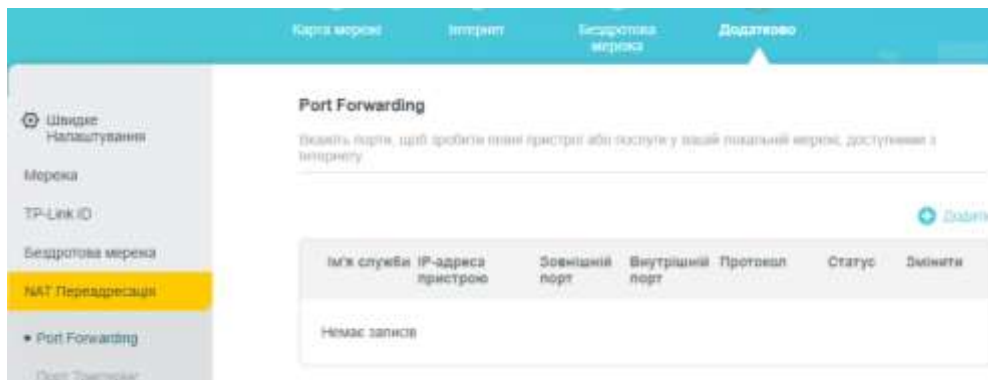 Карта мережі
Інтернет
Бездротова
мережа
Додатково
Швидке
Налаштування
Мережа
TP-Link ID
Бездротова мережа
NAT Переадресація
Port Forwarding
Port Forwarding
Вкажіть порти, щоб зробити певні пристрої або послуги у вашій локальній мережі, доступними з
Інтернету
Додати
Ім'я служби IP-адреса Зовнішній Внутрішній Протокол Статус Змінити
пристрою порт порт
Немає записів